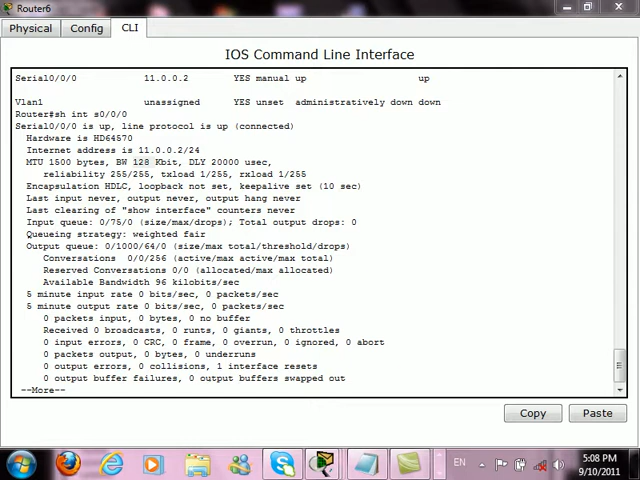 Router6
Physical Config CLI
IOS Command Line Interface
Serial0/0/0 11.0.0.2 YES manual up up
Vlan1 unassigned YES unset administratively down down
Router#sh int s0/0/0
Serial0/0/0 is up, line protocol is up (connected)
Hardware is HD64570
Internet address is 11.0.0.2/24
MTU 1500 bytes, BW 128 Kbit, DLY 20000 usec,
reliability 255/255, txload 1/255, rxload 1/255
Encapsulation HDLC, loopback not set, keepalive set (10 sec)
Last input never, output never, output hang never
Last clearing of "show interface" counters never
Input queue: 0/75/0 (size/max/drops); Total output drops: 0
Queueing strategy: weighted fair
Output queue: 0/1000/64/0 (size/max total/threshold/drops)
Conversations 0/0/256 (active/max active/max total)
Reserved Conversations 0/0 (allocated/max allocated)
Available Bandwidth 96 kilobits/sec
5 minute input rate 0 bits/sec, 0 packets/sec
5 minute output rate 0 bits/sec, 0 packets/sec
0 packets input, 0 bytes, 0 no buffer
Received 0 broadcasts, 0 runts, 0 giants, 0 throttles
0 input errors, 0 CRC, 0 frame, 0 overrun, 0 ignored, 0 abort
0 packets output, 0 bytes, 0 underruns
0 output errors, 0 collisions, 1 interface resets
0 output buffer failures, 0 output buffers swapped out
--More--
Copy Paste
EN 5:08 PM
9/10/2011